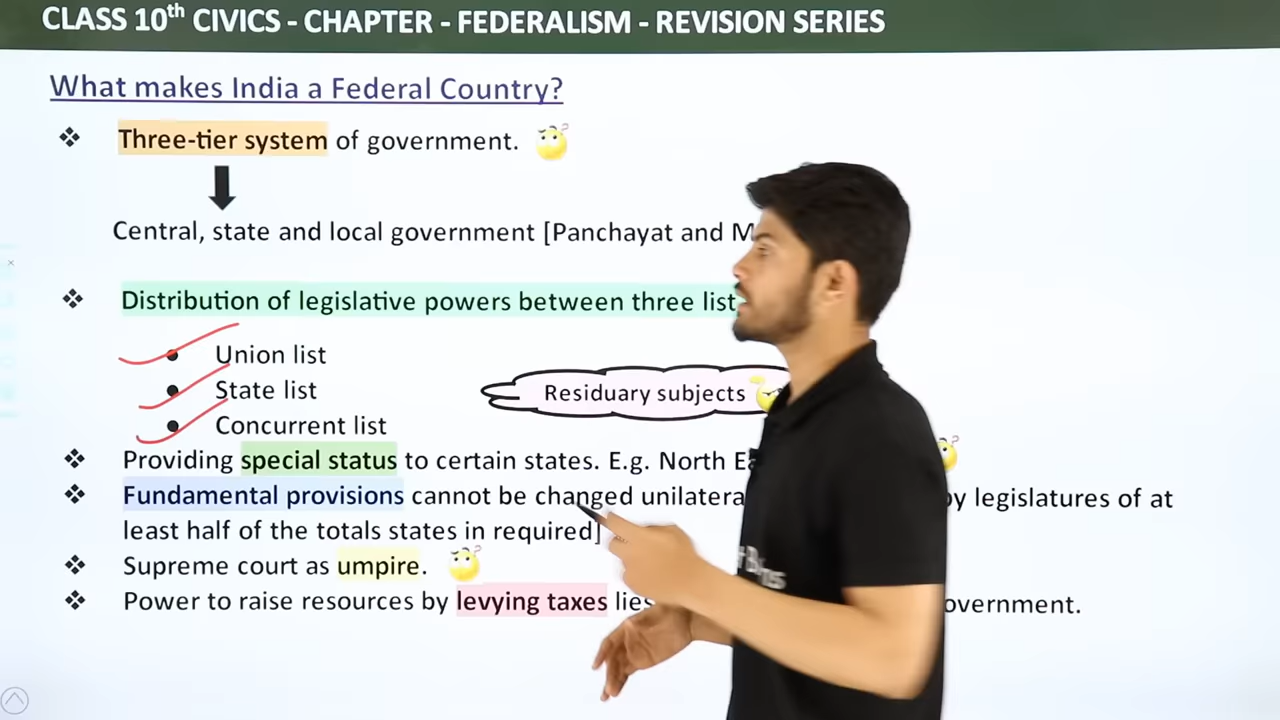 CLASS 10th CIVICS - CHAPTER - FEDERALISM - REVISION SERIES
What makes India a Federal Country?
Three-tier system of government.
Central, state and local government [Panchayat and
Distribution of legislative powers between three list
Union list
State list
Residuary subjects
Concurrent list
Providing special status to certain states. E.g. North
Fundamental provisions cannot be changed by legislatures of at
least half of the totals states in required]
Supreme court as umpire.
Power to raise resources by levying taxes lies